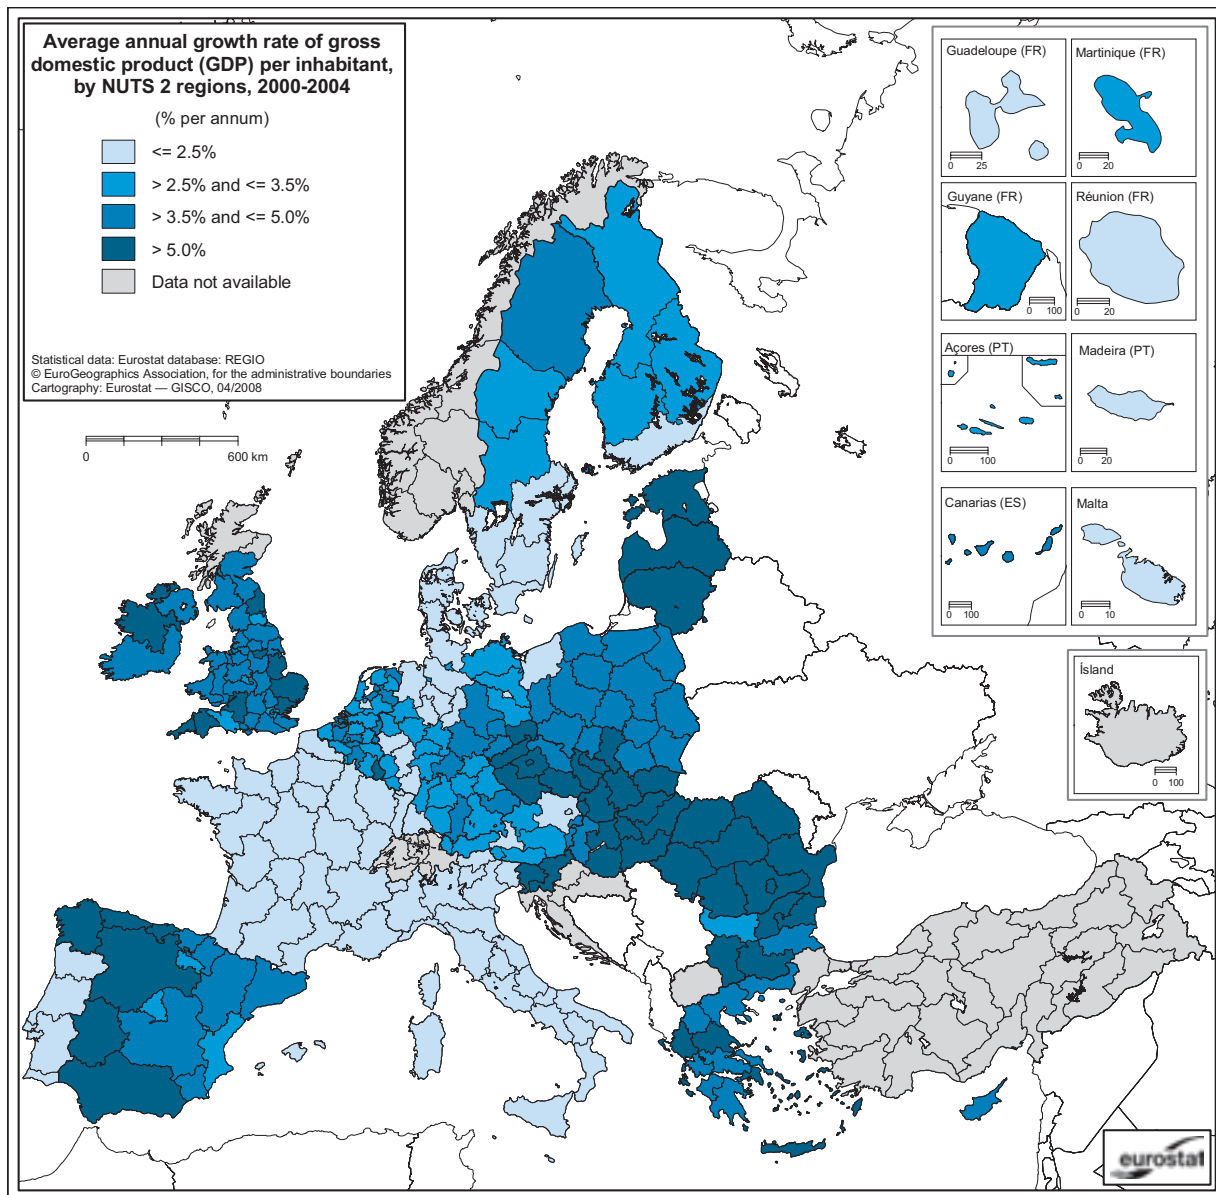 Average annual growth rate of gross
domestic product (GDP) per inhabitant,
by NUTS 2 regions, 2000-2004
(% per annum)
<= 2.5%
> 2.5% and <= 3.5%
> 3.5% and <= 5.0%
> 5.0%
Data not available
Statistical data: Eurostat database: REGIO
© EuroGeographics Association, for the administrative boundaries
Cartography: Eurostat — GISCO, 04/2008
0 600 km
Guadeloupe (FR)
0 25
Martinique (FR)
0 20
Guyane (FR)
0 100
Réunion (FR)
0 20
Açores (PT)
0 100
Madeira (PT)
0 20
Canarias (ES)
0 100
Malta
0 10
Ísland
0 100
eurostat